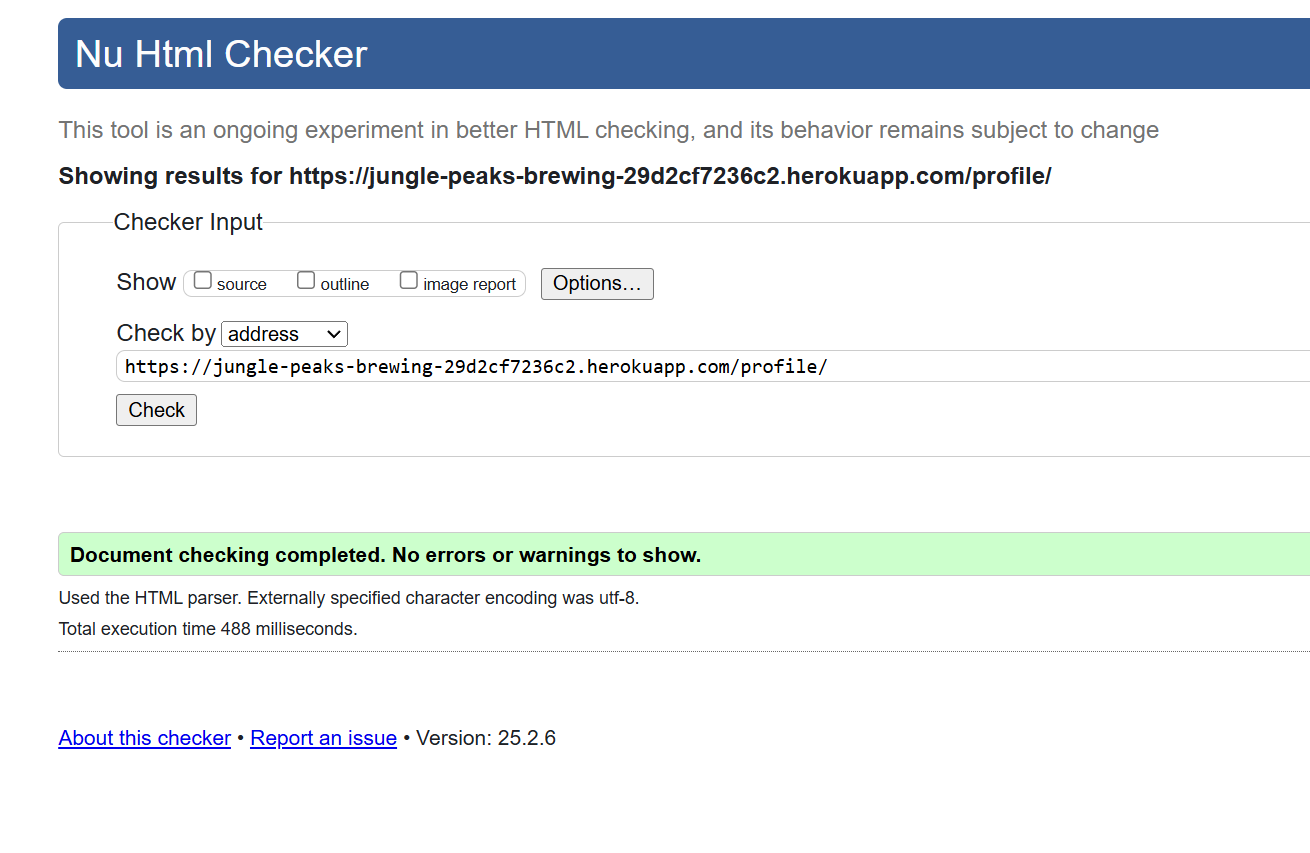 Nu Html Checker
This tool is an ongoing experiment in better HTML checking, and its behavior remains subject to change
Showing results for https://jungle-peaks-brewing-29d2cf7236c2.herokuapp.com/profile/
Checker Input
Show source outline image report Options…
Check by address
https://jungle-peaks-brewing-29d2cf7236c2.herokuapp.com/profile/
Check
Document checking completed. No errors or warnings to show.
Used the HTML parser. Externally specified character encoding was utf-8.
Total execution time 488 milliseconds.
About this checker • Report an issue • Version: 25.2.6